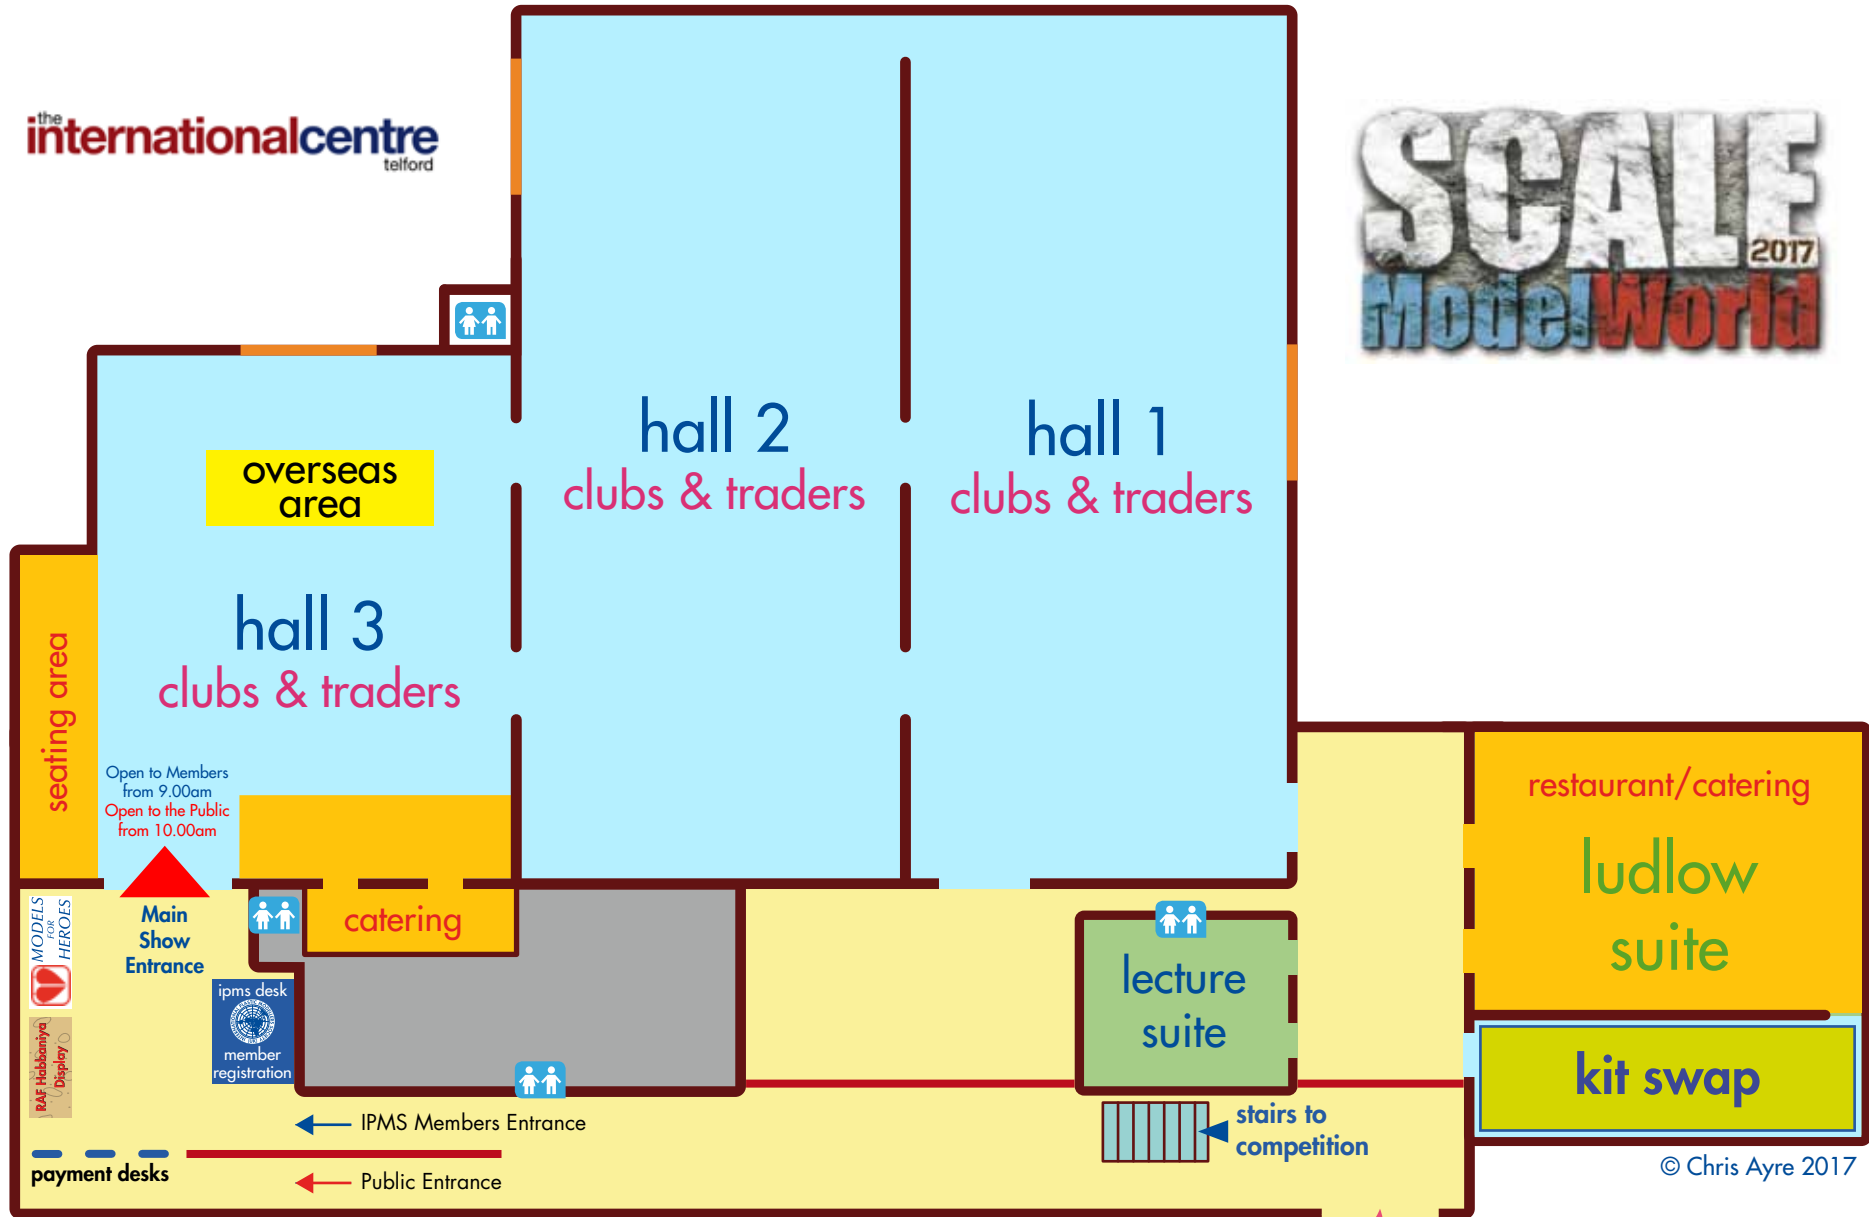 the
internationalcentre
telford
SCALE
2017
ModelWorld
hall 2
clubs & traders
hall 1
clubs & traders
overseas
area
hall 3
clubs & traders
seating area
Open to Members
from 9.00am
Open to the Public
from 10.00am
Main
Show
Entrance
catering
MODELS
FOR
HEROES
RAF Habbaniya
Display
ipms desk
member
registration
lecture
suite
restaurant/catering
ludlow
suite
kit swap
IPMS Members Entrance
payment desks
Public Entrance
stairs to
competition
© Chris Ayre 2017